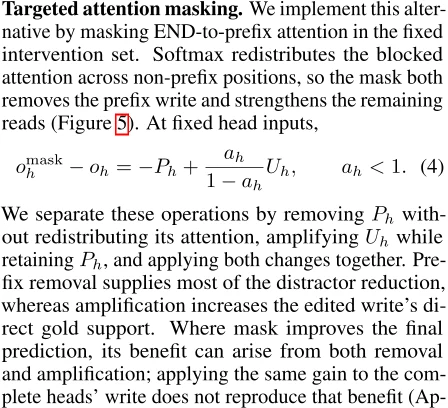 Targeted attention masking. We implement this alter-
native by masking END-to-prefix attention in the fixed
intervention set. Softmax redistributes the blocked
attention across non-prefix positions, so the mask both
removes the prefix write and strengthens the remaining
reads (Figure 5). At fixed head inputs,
o_h^mask − o_h = −P_h + a_h/(1 − a_h) U_h,   a_h < 1. (4)
We separate these operations by removing P_h with-
out redistributing its attention, amplifying U_h while
retaining P_h, and applying both changes together. Pre-
fix removal supplies most of the distractor reduction,
whereas amplification increases the edited write's di-
rect gold support. Where mask improves the final
prediction, its benefit can arise from both removal
and amplification; applying the same gain to the
complete heads' write does not reproduce that benefit (Ap-